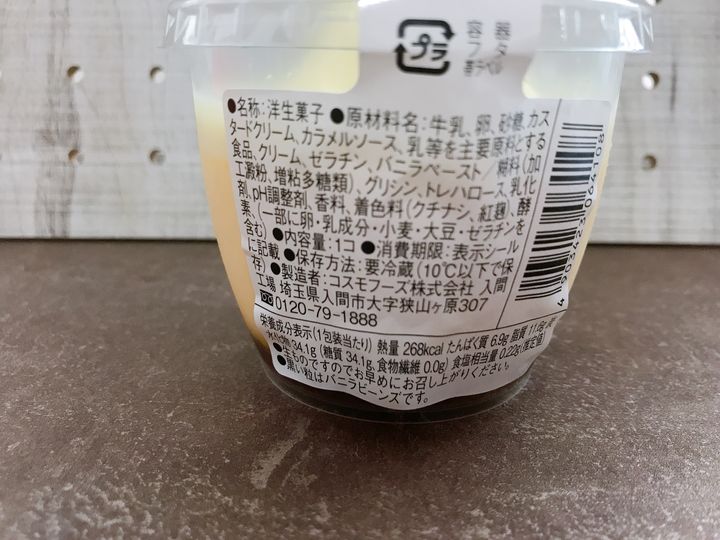 容器
フタ
プラ
●名称:洋生菓子 ●原材料名:牛乳、卵、砂糖、カス
タードクリーム、カラメルソース、乳等を主要原料とする
食品、クリーム、ゼラチン、バニラペースト/糊料(加
工澱粉、増粘多糖類)、グリシン、トレハロース、乳化
剤、pH調整剤、香料、着色料(クチナシ、紅麹)、酵
素、(一部に卵・乳成分・小麦・大豆・ゼラチンを
含む) ●内容量:1コ ●消費期限:表示シール
に記載 ●保存方法:要冷蔵(10℃以下で保
存) ●製造者:コスモフーズ株式会社 入間
工場 埼玉県入間市大字狭山ヶ原307
0120-79-1888
4 903423 064108
栄養成分表示(1包装当たり) 熱量 268kcal たんぱく質 6.9g 脂質
炭水化物 34.1g(糖質 34.1g、食物繊維 0.0g) 食塩相当量 0.22g(推定値)
●生ものですのでお早めにお召し上がりください。
●黒い粒はバニラビーンズです。